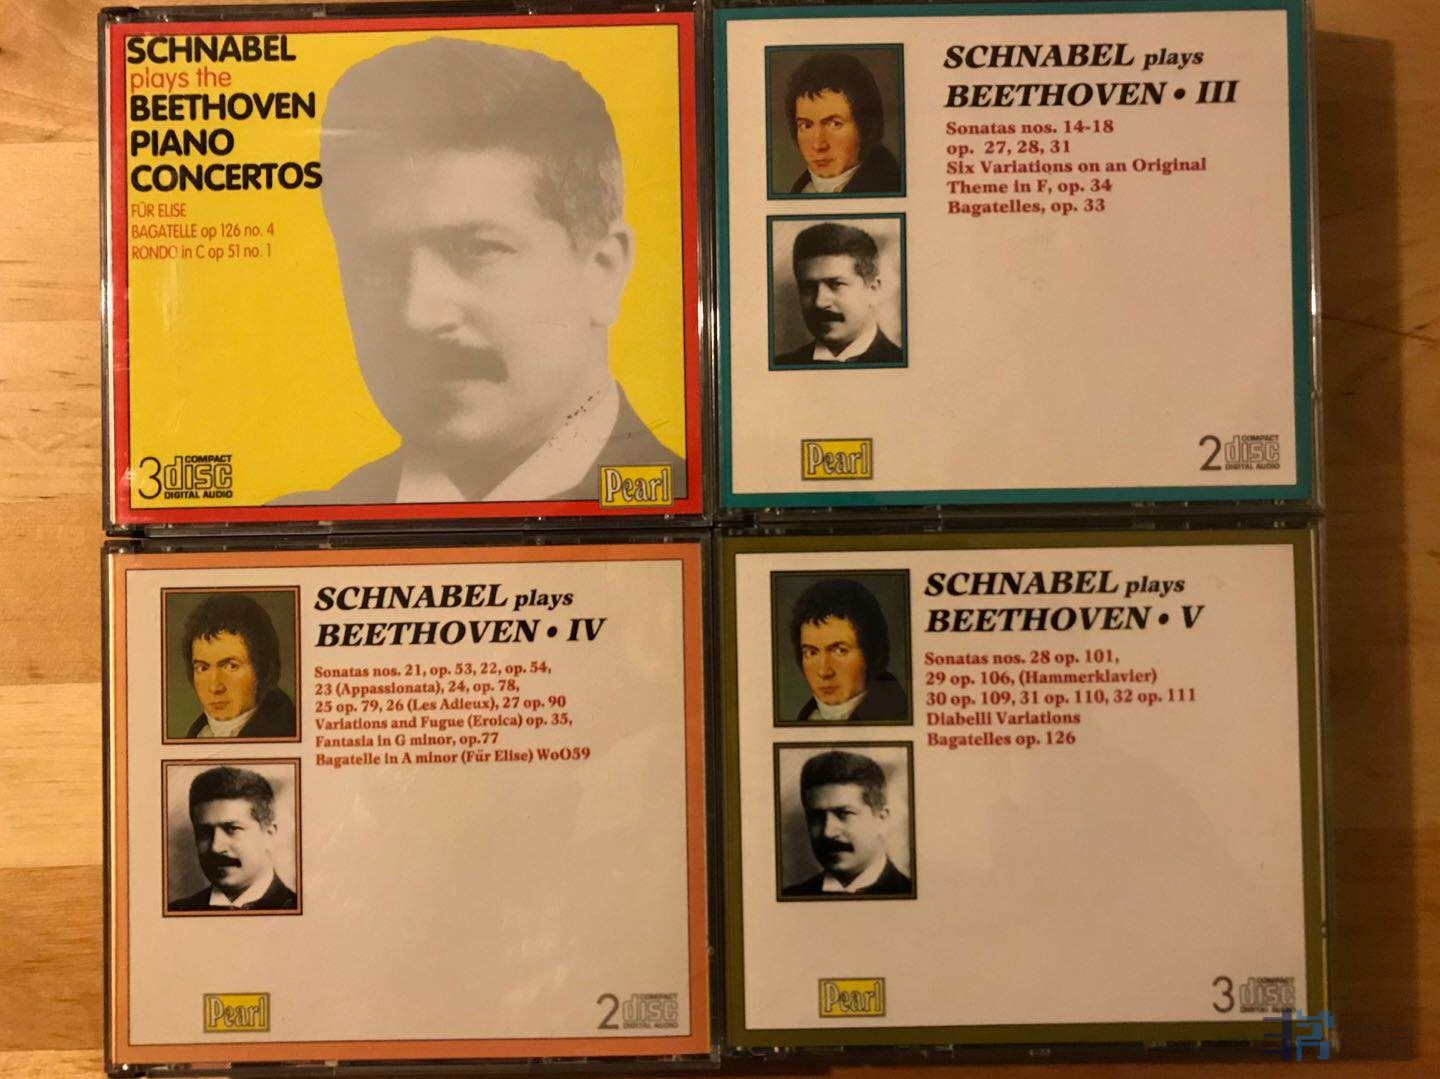 SCHNABEL
plays the
BEETHOVEN
PIANO
CONCERTOS
FÜR ELISE
BAGATELLE op 126 no. 4
RONDO in C op 51 no. 1
3 COMPACT
disc
DIGITAL AUDIO
Pearl
SCHNABEL plays
BEETHOVEN • III
Sonatas nos. 14-18
op. 27, 28, 31
Six Variations on an Original
Theme in F, op. 34
Bagatelles, op. 33
Pearl
2 COMPACT
disc
DIGITAL AUDIO
SCHNABEL plays
BEETHOVEN • IV
Sonatas nos. 21, op. 53, 22, op. 54,
23 (Appassionata), 24, op. 78,
25 op. 79, 26 (Les Adieux), 27 op. 90
Variations and Fugue (Eroica) op. 35,
Fantasia in G minor, op.77
Bagatelle in A minor (Für Elise) WoO59
Pearl
2 COMPACT
disc
DIGITAL AUDIO
SCHNABEL plays
BEETHOVEN • V
Sonatas nos. 28 op. 101,
29 op. 106, (Hammerklavier)
30 op. 109, 31 op. 110, 32 op. 111
Diabelli Variations
Bagatelles op. 126
Pearl
3 COMPACT
disc
DIGITAL AUDIO